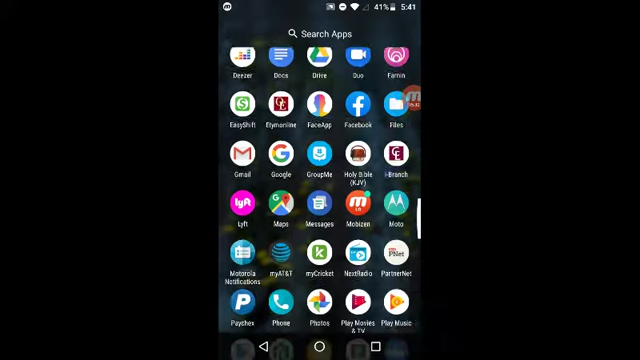 41% 5:41
Search Apps
Deezer Docs Drive Duo Famin
EasyShift Etymonline FaceApp Facebook Files
Gmail Google GroupMe Holy Bible (KJV) i-Branch
Lyft Maps Messages Mobizen Moto
Motorola Notifications myAT&T myCricket NextRadio PartnerNet
Paychex Phone Photos Play Movies & TV Play Music